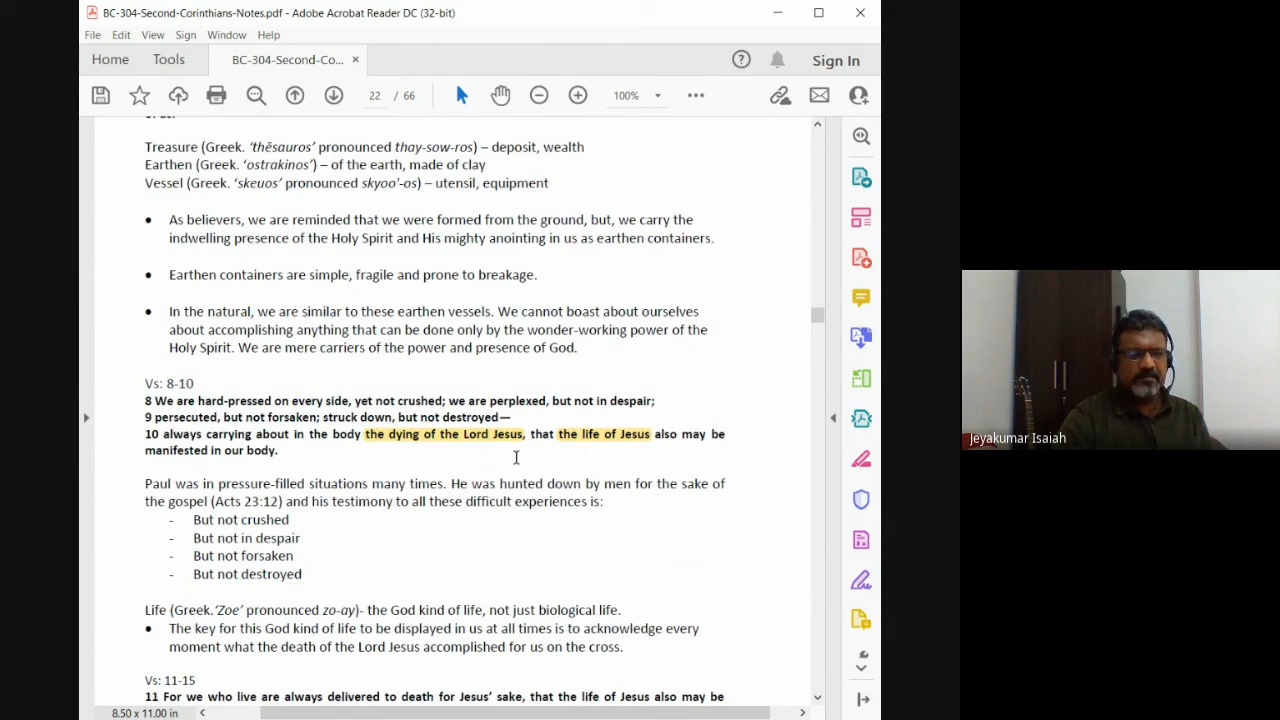 BC-304-Second-Corinthians-Notes.pdf - Adobe Acrobat Reader DC (32-bit)
File Edit View Sign Window Help
Home Tools BC-304-Second-Co... × Sign In
22 / 66 100%
Treasure (Greek. ‘thēsauros’ pronounced thay-sow-ros) – deposit, wealth
Earthen (Greek. ‘ostrakinos’) – of the earth, made of clay
Vessel (Greek. ‘skeuos’ pronounced skyoo'-os) – utensil, equipment
• As believers, we are reminded that we were formed from the ground, but, we carry the
indwelling presence of the Holy Spirit and His mighty anointing in us as earthen containers.
• Earthen containers are simple, fragile and prone to breakage.
• In the natural, we are similar to these earthen vessels. We cannot boast about ourselves
about accomplishing anything that can be done only by the wonder-working power of the
Holy Spirit. We are mere carriers of the power and presence of God.
Vs: 8-10
8 We are hard-pressed on every side, yet not crushed; we are perplexed, but not in despair;
9 persecuted, but not forsaken; struck down, but not destroyed—
10 always carrying about in the body the dying of the Lord Jesus, that the life of Jesus also may be
manifested in our body.
Paul was in pressure-filled situations many times. He was hunted down by men for the sake of
the gospel (Acts 23:12) and his testimony to all these difficult experiences is:
- But not crushed
- But not in despair
- But not forsaken
- But not destroyed
Life (Greek.‘Zoe’ pronounced zo-ay)- the God kind of life, not just biological life.
• The key for this God kind of life to be displayed in us at all times is to acknowledge every
moment what the death of the Lord Jesus accomplished for us on the cross.
Vs: 11-15
11 For we who live are always delivered to death for Jesus’ sake, that the life of Jesus also may be
8.50 x 11.00 in
Jeyakumar Isaiah